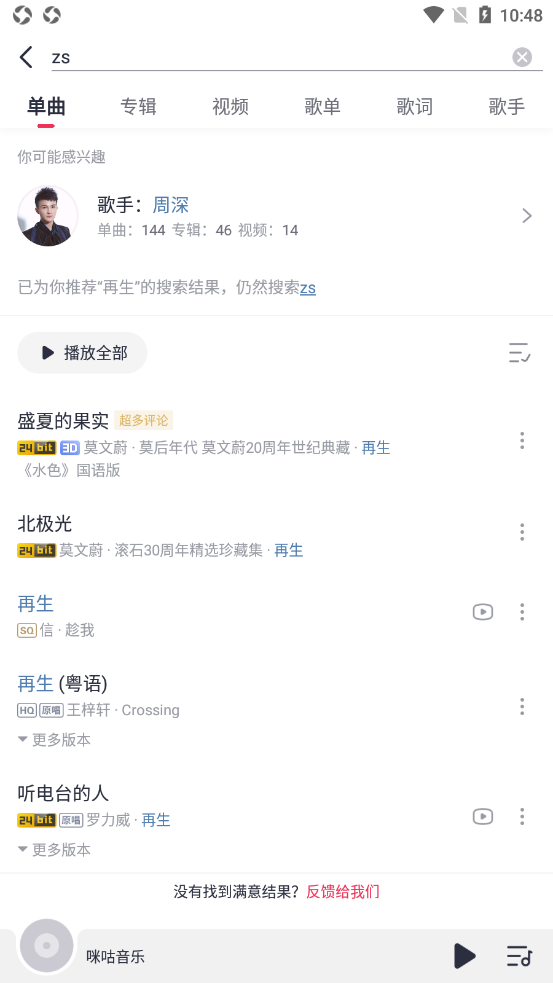 10:48
zs
单曲 专辑 视频 歌单 歌词 歌手
你可能感兴趣
歌手：周深
单曲：144 专辑：46 视频：14
已为你推荐“再生”的搜索结果，仍然搜索zs
播放全部
盛夏的果实 超多评论
24bit 3D 莫文蔚 · 莫后年代 莫文蔚20周年世纪典藏 · 再生
《水色》国语版
北极光
24bit 莫文蔚 · 滚石30周年精选珍藏集 · 再生
再生
SQ 信 · 趁我
再生 (粤语)
HQ 原唱 王梓轩 · Crossing
更多版本
听电台的人
24bit 原唱 罗力威 · 再生
更多版本
没有找到满意结果？反馈给我们
咪咕音乐